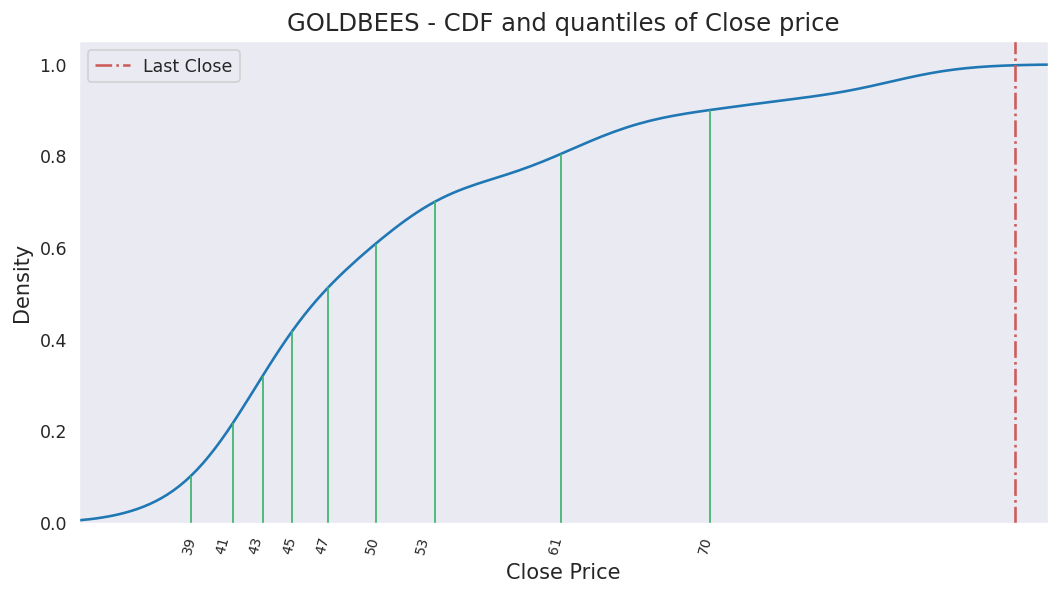 GOLDBEES - CDF and quantiles of Close price
Last Close
Density
1.0
0.8
0.6
0.4
0.2
0.0
39 41 43 45 47 50 53 61 70
Close Price